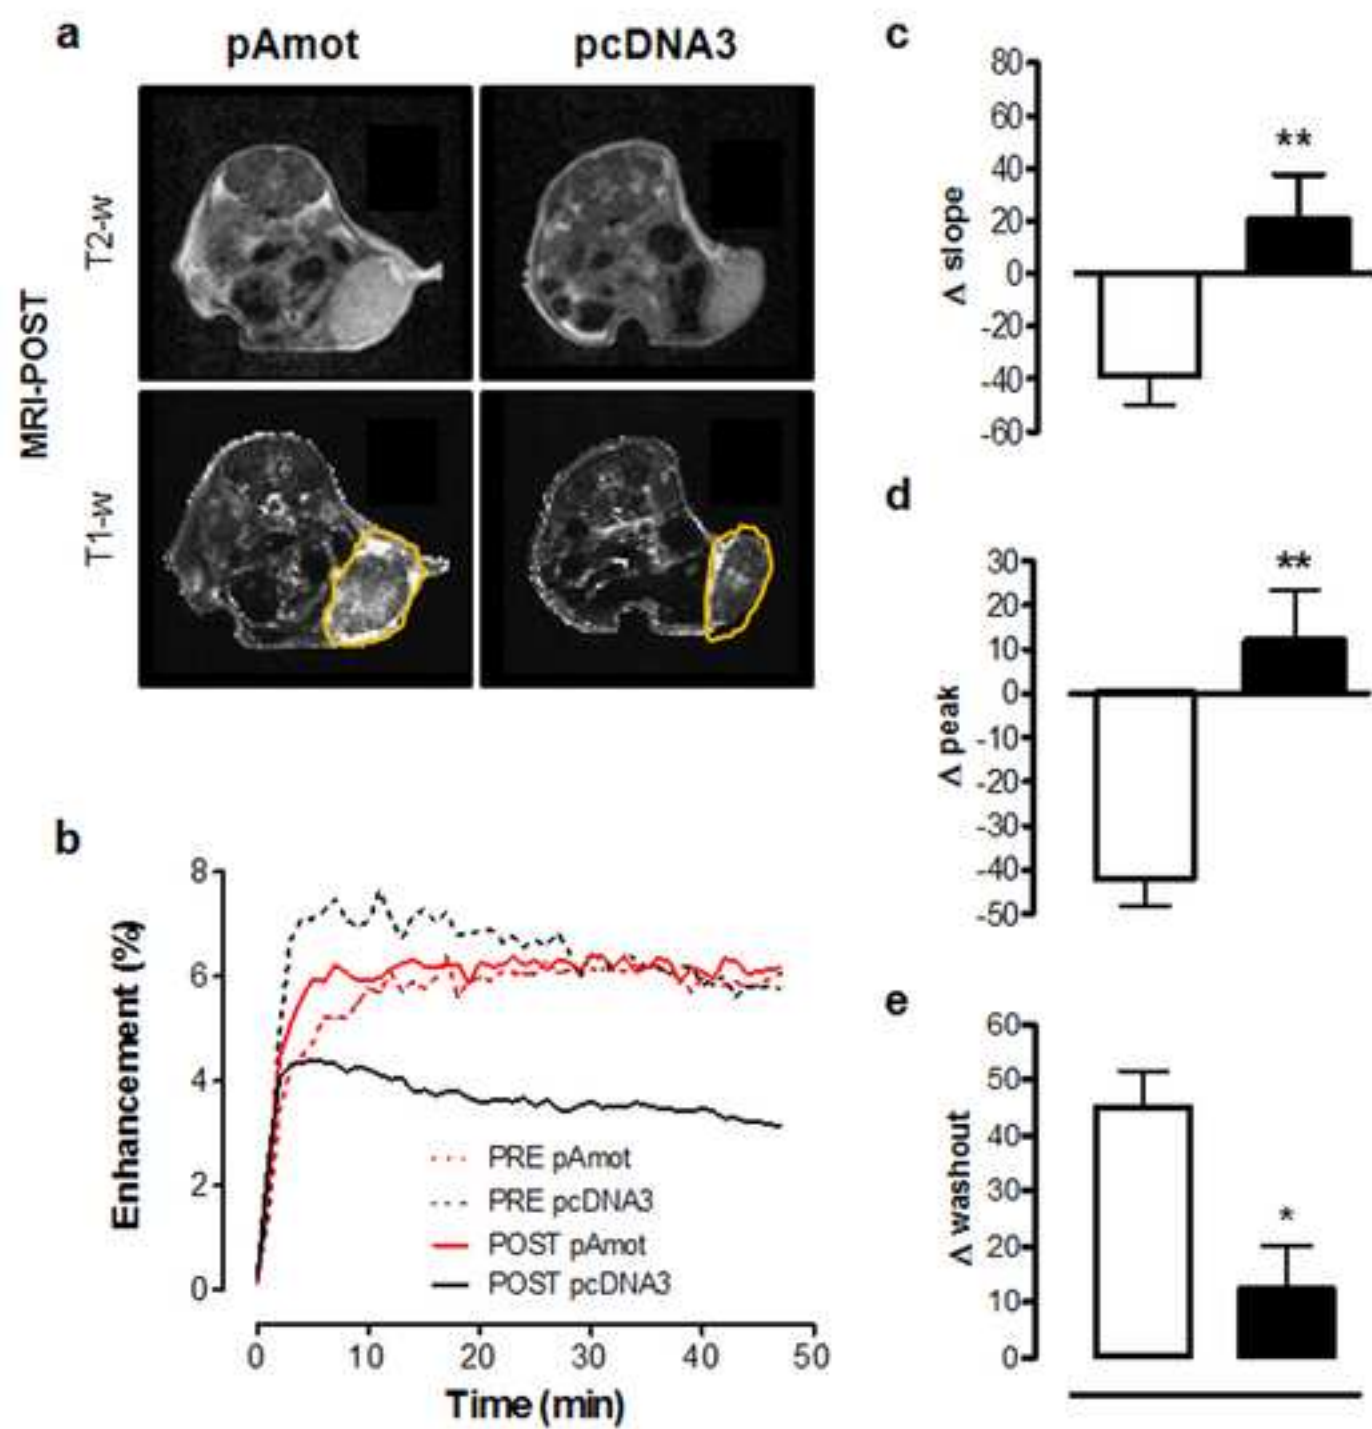 a
pAmot
pcDNA3
MRI-POST
T2-w
T1-w
b
Enhancement (%)
8
6
4
2
0
PRE pAmot
PRE pcDNA3
POST pAmot
POST pcDNA3
0 10 20 30 40 50
Time (min)
c
Δ slope
80
60
40
20
0
-20
-40
-60
**
d
Δ peak
30
20
10
0
-10
-20
-30
-40
-50
**
e
Δ washout
60
50
40
30
20
10
0
*